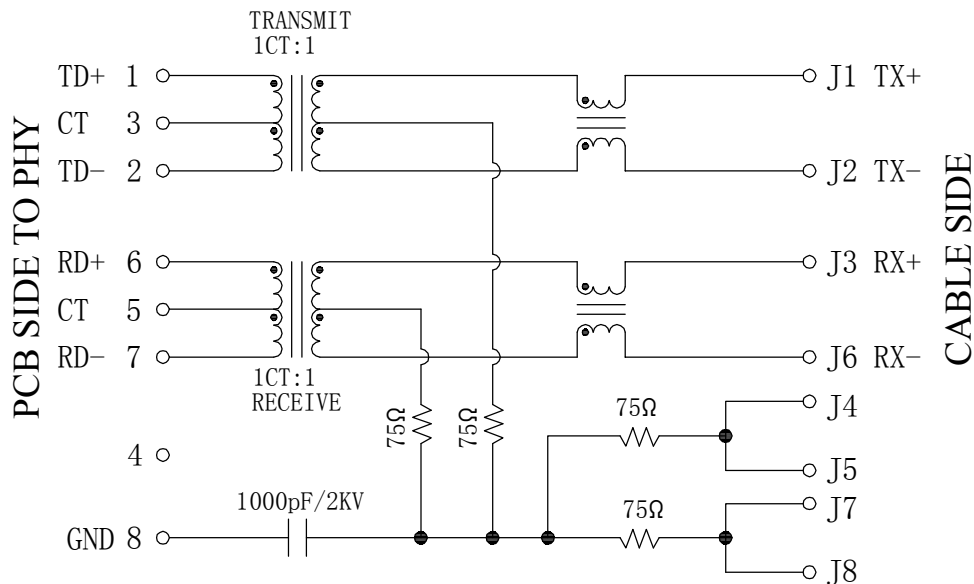 TRANSMIT
1CT:1
TD+ 1
CT 3
TD- 2
J1 TX+
J2 TX-
PCB SIDE TO PHY
CABLE SIDE
RD+ 6
CT 5
RD- 7
J3 RX+
J6 RX-
1CT:1
RECEIVE
75Ω
75Ω
75Ω
J4
J5
4
1000pF/2KV
GND 8
75Ω
J7
J8